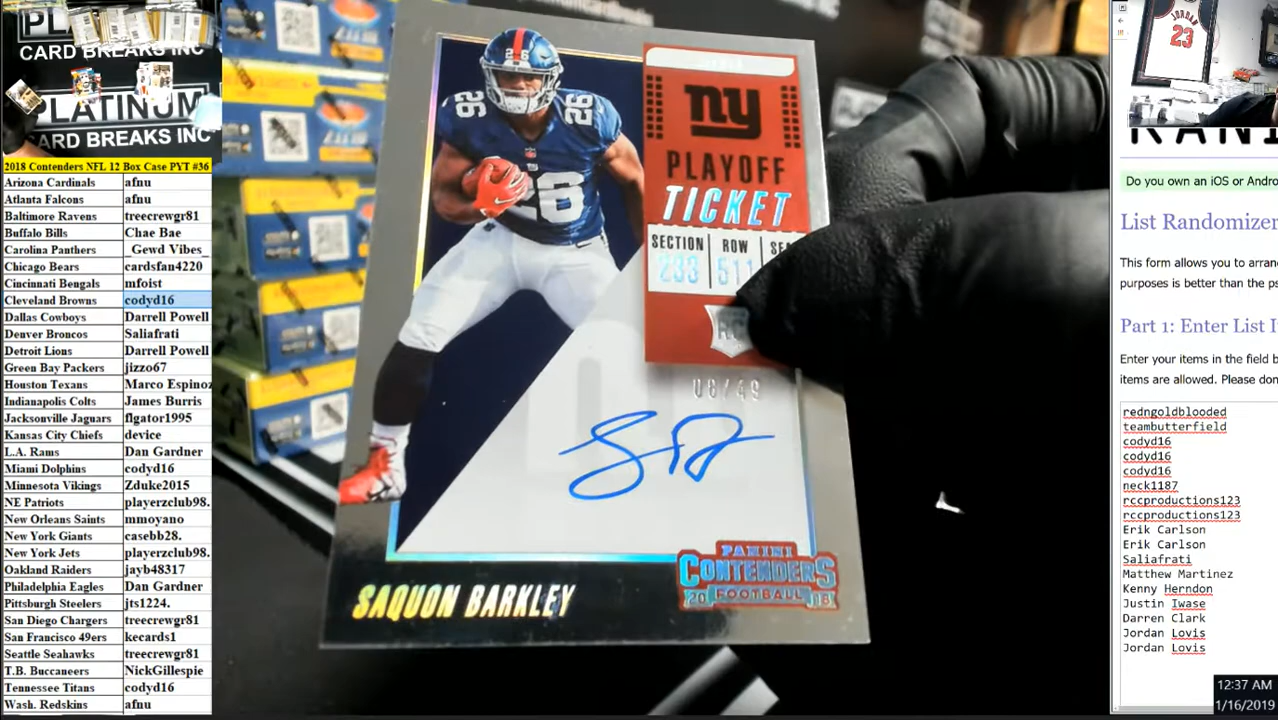 PLATINUM
CARD BREAKS INC
PLATINUM
CARD BREAKS INC
2018 Contenders NFL 12 Box Case PYT #36
Arizona Cardinals afnu
Atlanta Falcons afnu
Baltimore Ravens treecrewgr81
Buffalo Bills Chae Bae
Carolina Panthers _Gewd Vibes_
Chicago Bears cardsfan4220
Cincinnati Bengals mfoist
Cleveland Browns codyd16
Dallas Cowboys Darrell Powell
Denver Broncos Saliafrati
Detroit Lions Darrell Powell
Green Bay Packers jizzo67
Houston Texans Marco Espinoz
Indianapolis Colts James Burris
Jacksonville Jaguars flgator1995
Kansas City Chiefs device
L.A. Rams Dan Gardner
Miami Dolphins codyd16
Minnesota Vikings Zduke2015
NE Patriots playerzclub98.
New Orleans Saints mmoyano
New York Giants casebb28.
New York Jets playerzclub98.
Oakland Raiders jayb48317
Philadelphia Eagles Dan Gardner
Pittsburgh Steelers jts1224.
San Diego Chargers treecrewgr81
San Francisco 49ers kecards1
Seattle Seahawks treecrewgr81
T.B. Buccaneers NickGillespie
Tennessee Titans codyd16
Wash. Redskins afnu
26
26
26
26
ny
PLAYOFF
TICKET
SECTION ROW
233 511
RC
08/49
SAQUON BARKLEY
PANINI
CONTENDERS
20 FOOTBALL 18
JORDAN
23
Do you own an iOS or Andro
List Randomizer
This form allows you to arran
purposes is better than the ps
Part 1: Enter List I
Enter your items in the field b
items are allowed. Please don
redngoldblooded
teambutterfield
codyd16
codyd16
codyd16
neck1187
rccproductions123
rccproductions123
Erik Carlson
Erik Carlson
Saliafrati
Matthew Martinez
Kenny Herndon
Justin Iwase
Darren Clark
Jordan Lovis
Jordan Lovis
12:37 AM
1/16/2019